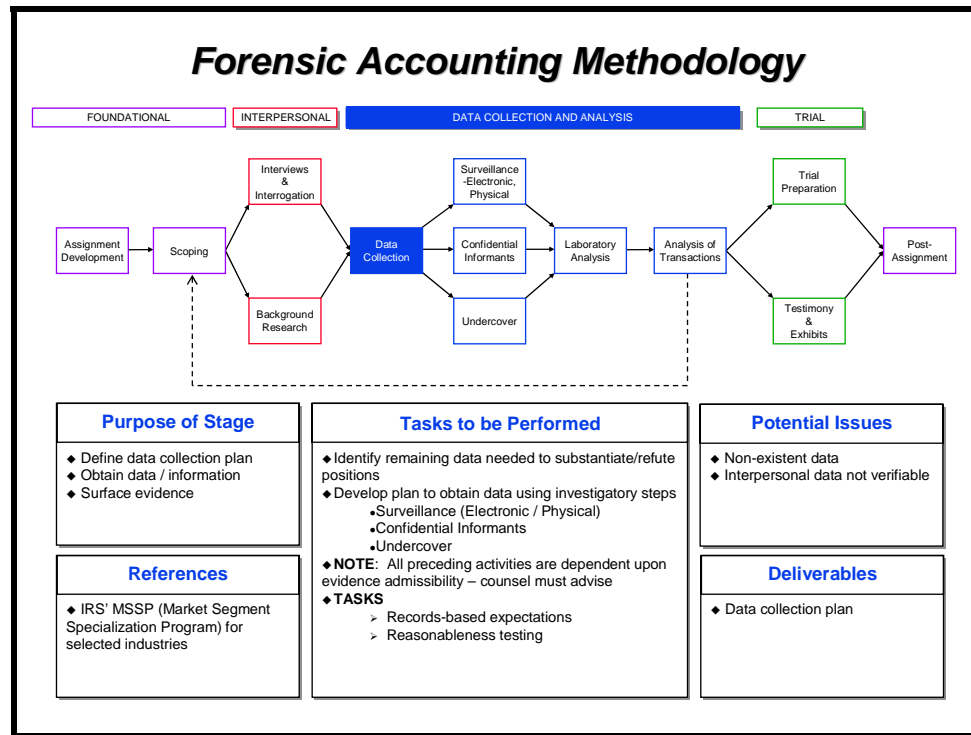 Forensic Accounting Methodology
FOUNDATIONAL
INTERPERSONAL
DATA COLLECTION AND ANALYSIS
TRIAL
Assignment
Development
Scoping
Interviews
&
Interrogation
Background
Research
Data
Collection
Surveillance
-Electronic,
Physical
Confidential
Informants
Undercover
Laboratory
Analysis
Analysis of
Transactions
Trial
Preparation
Testimony
&
Exhibits
Post-
Assignment
Purpose of Stage
◆ Define data collection plan
◆ Obtain data / information
◆ Surface evidence
References
◆ IRS' MSSP (Market Segment
Specialization Program) for
selected industries
Tasks to be Performed
◆Identify remaining data needed to substantiate/refute
positions
◆Develop plan to obtain data using investigatory steps
●Surveillance (Electronic / Physical)
●Confidential Informants
●Undercover
◆NOTE: All preceding activities are dependent upon
evidence admissibility – counsel must advise
◆TASKS
➢ Records-based expectations
➢ Reasonableness testing
Potential Issues
◆ Non-existent data
◆ Interpersonal data not verifiable
Deliverables
◆ Data collection plan